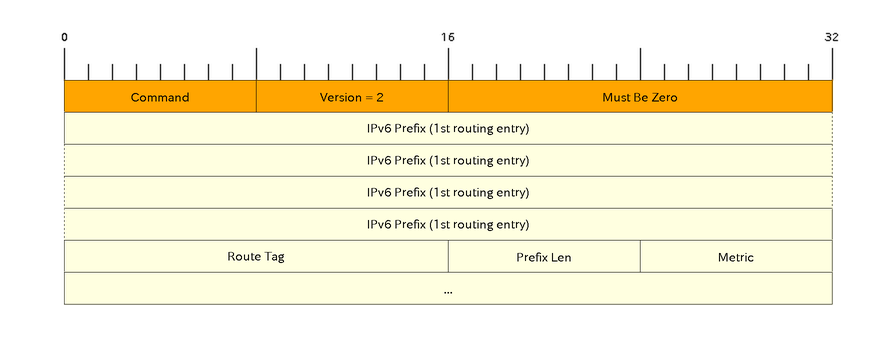 0 16 32
Command Version = 2 Must Be Zero
IPv6 Prefix (1st routing entry)
IPv6 Prefix (1st routing entry)
IPv6 Prefix (1st routing entry)
IPv6 Prefix (1st routing entry)
Route Tag Prefix Len Metric
...